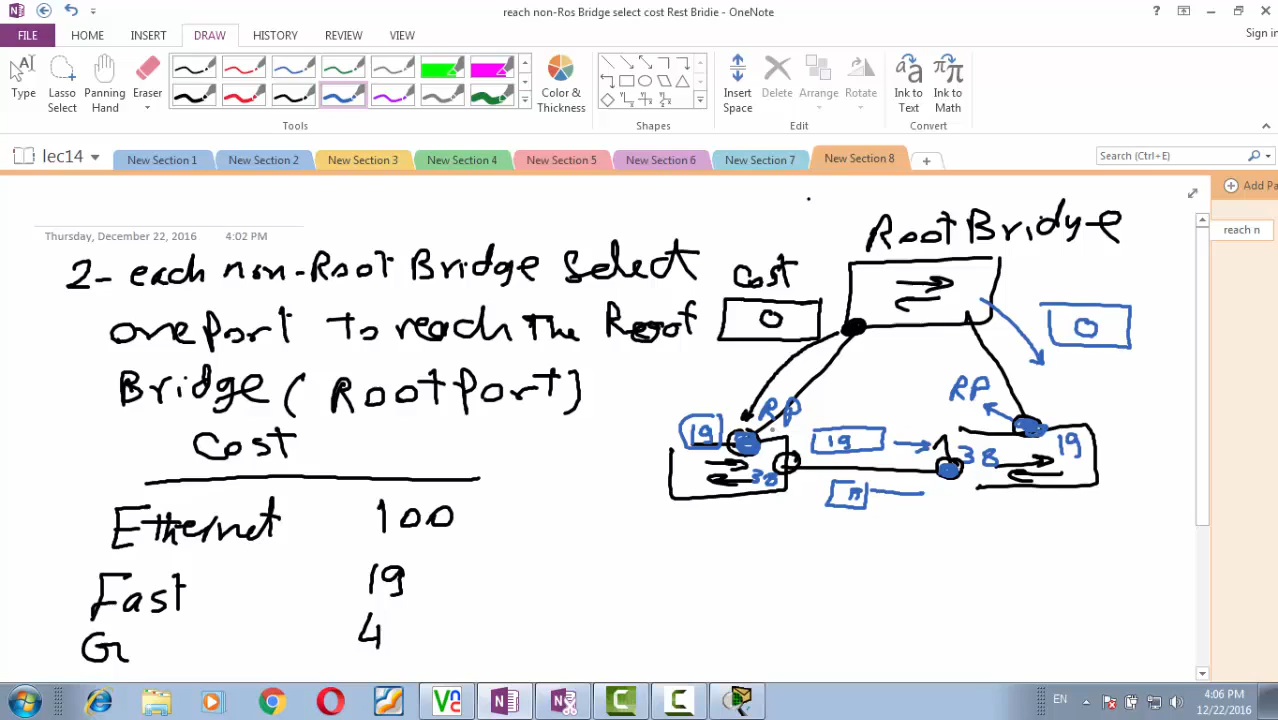 reach non-Ros Bridge select cost Rest Bridie - OneNote
?
Sign in
FILE
HOME
INSERT
DRAW
HISTORY
REVIEW
VIEW
Type
Lasso Select
Panning Hand
Eraser
Color & Thickness
Insert Space
Delete
Arrange
Rotate
Ink to Text
Ink to Math
Tools
Shapes
Edit
Convert
lec14
New Section 1
New Section 2
New Section 3
New Section 4
New Section 5
New Section 6
New Section 7
New Section 8
Search (Ctrl+E)
Add Pa
reach n
Thursday, December 22, 2016
4:02 PM
2- each non-Root Bridge select
one port to reach The Root
Bridge (Root Port)
Cost
Ethernet 100
Fast 19
G 4
Root Bridge
Cost
0
0
RP
RP
19
19
38
38
19
EN
4:06 PM
12/22/2016